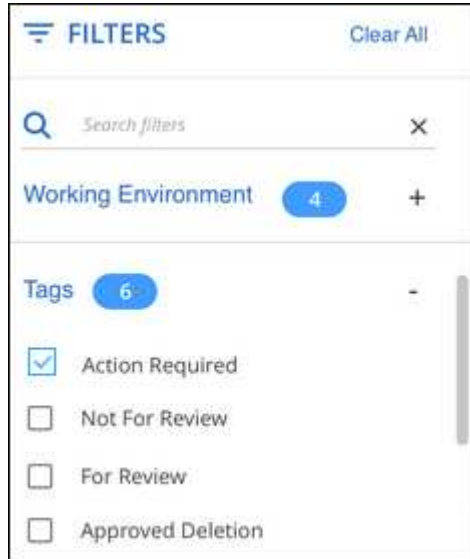 FILTERS Clear All
Search filters
Working Environment 4 +
Tags 6 -
Action Required
Not For Review
For Review
Approved Deletion